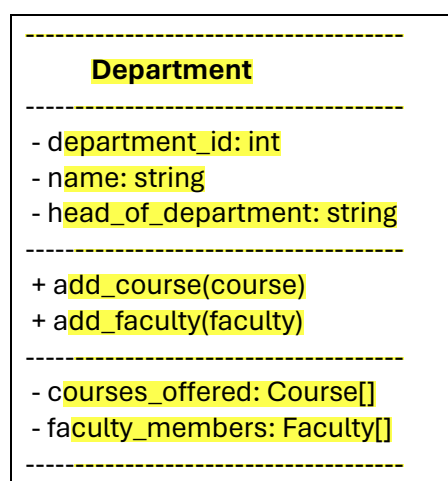 --------------------------------------
Department
--------------------------------------
- department_id: int
- name: string
- head_of_department: string
--------------------------------------
+ add_course(course)
+ add_faculty(faculty)
--------------------------------------
- courses_offered: Course[]
- faculty_members: Faculty[]
--------------------------------------